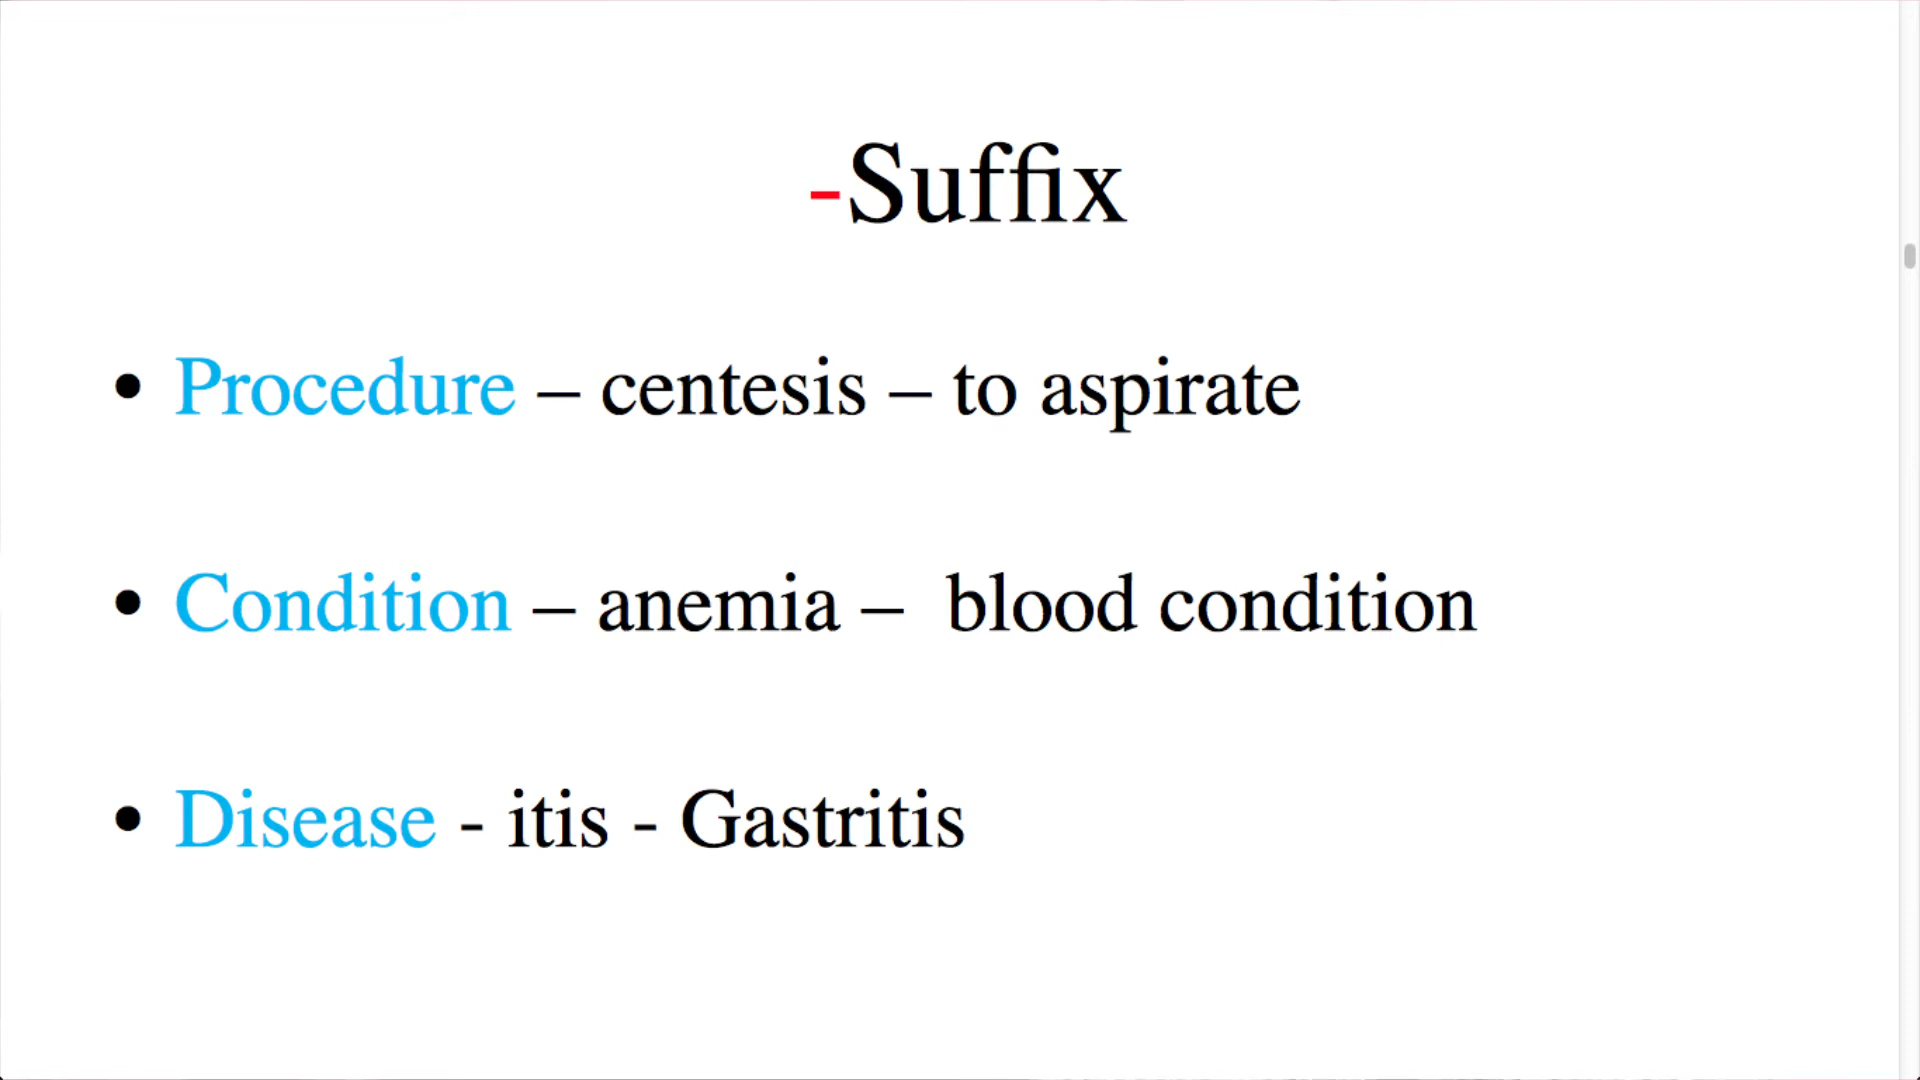 -Suffix
• Procedure – centesis – to aspirate
• Condition – anemia – blood condition
• Disease - itis - Gastritis